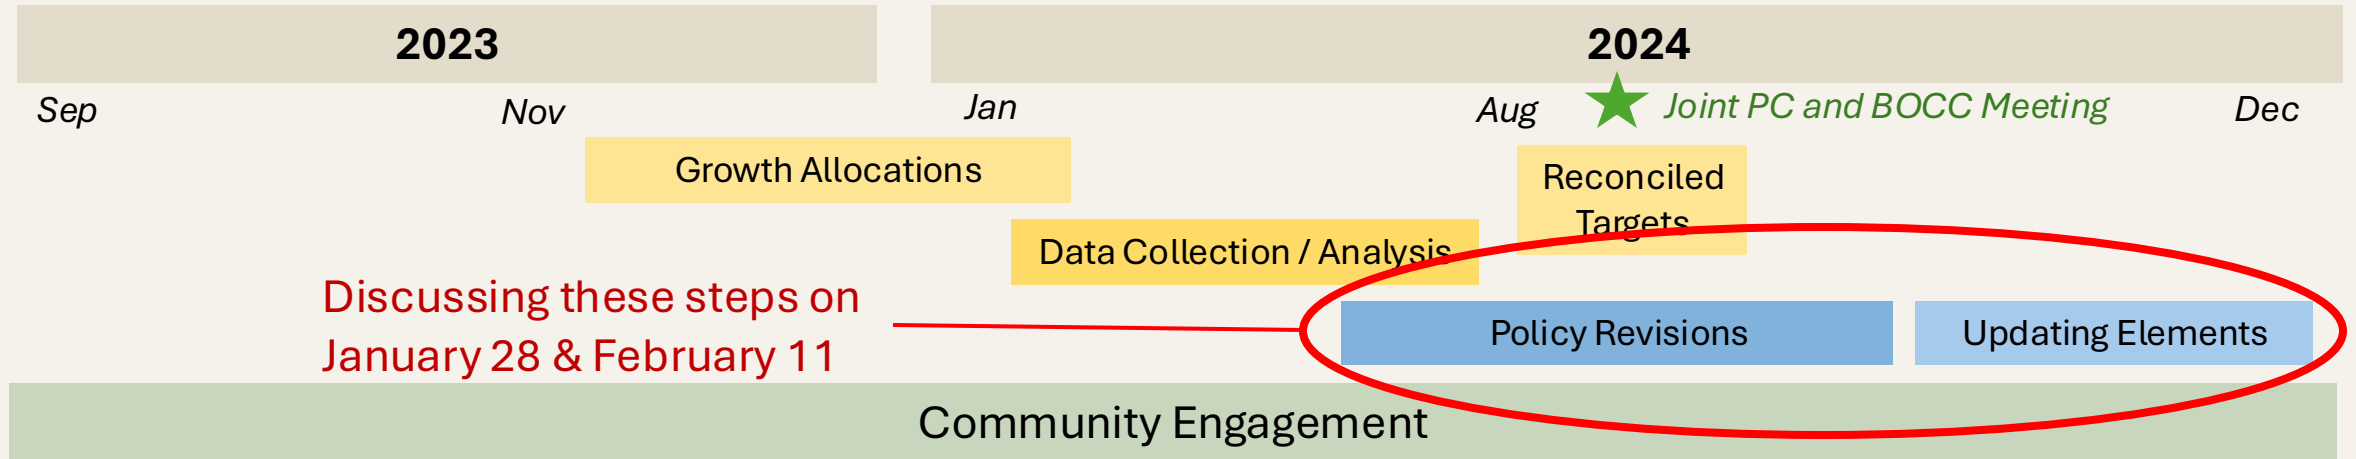 2023
2024
Sep
Nov
Jan
Aug
Joint PC and BOCC Meeting
Dec
Growth Allocations
Reconciled
Targets
Data Collection / Analysis
Discussing these steps on
January 28 & February 11
Policy Revisions
Updating Elements
Community Engagement